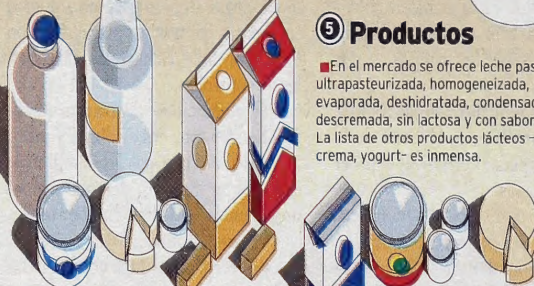 5 Productos
■En el mercado se ofrece leche pas
ultrapasteurizada, homogeneizada,
evaporada, deshidratada, condensad
descremada, sin lactosa y con sabor
La lista de otros productos lácteos –
crema, yogurt– es inmensa.